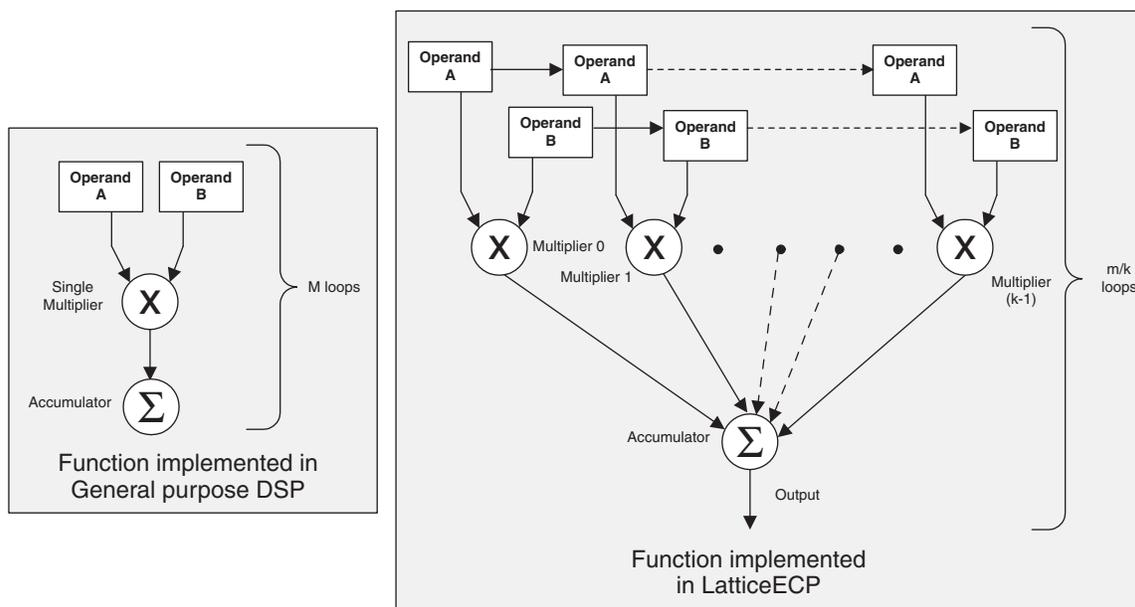 Operand
A
Operand
B
Single
Multiplier
X
M loops
Accumulator
Σ
Function implemented in
General purpose DSP
Operand
A
Operand
A
Operand
A
Operand
B
Operand
B
Operand
B
X
Multiplier 0
X
Multiplier 1
X
Multiplier
(k-1)
m/k
loops
Accumulator
Σ
Output
Function implemented
in LatticeECP